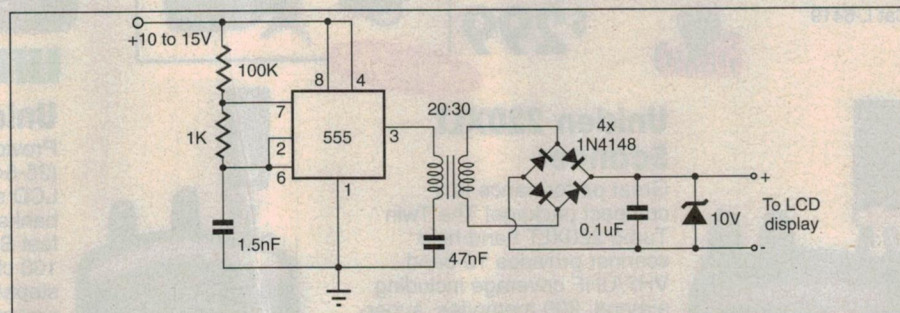 +10 to 15V
100K
8
4
7
20:30
1K
555
3
4x
1N4148
2
6
1
+
To LCD
display
0.1uF
10V
1.5nF
47nF
-